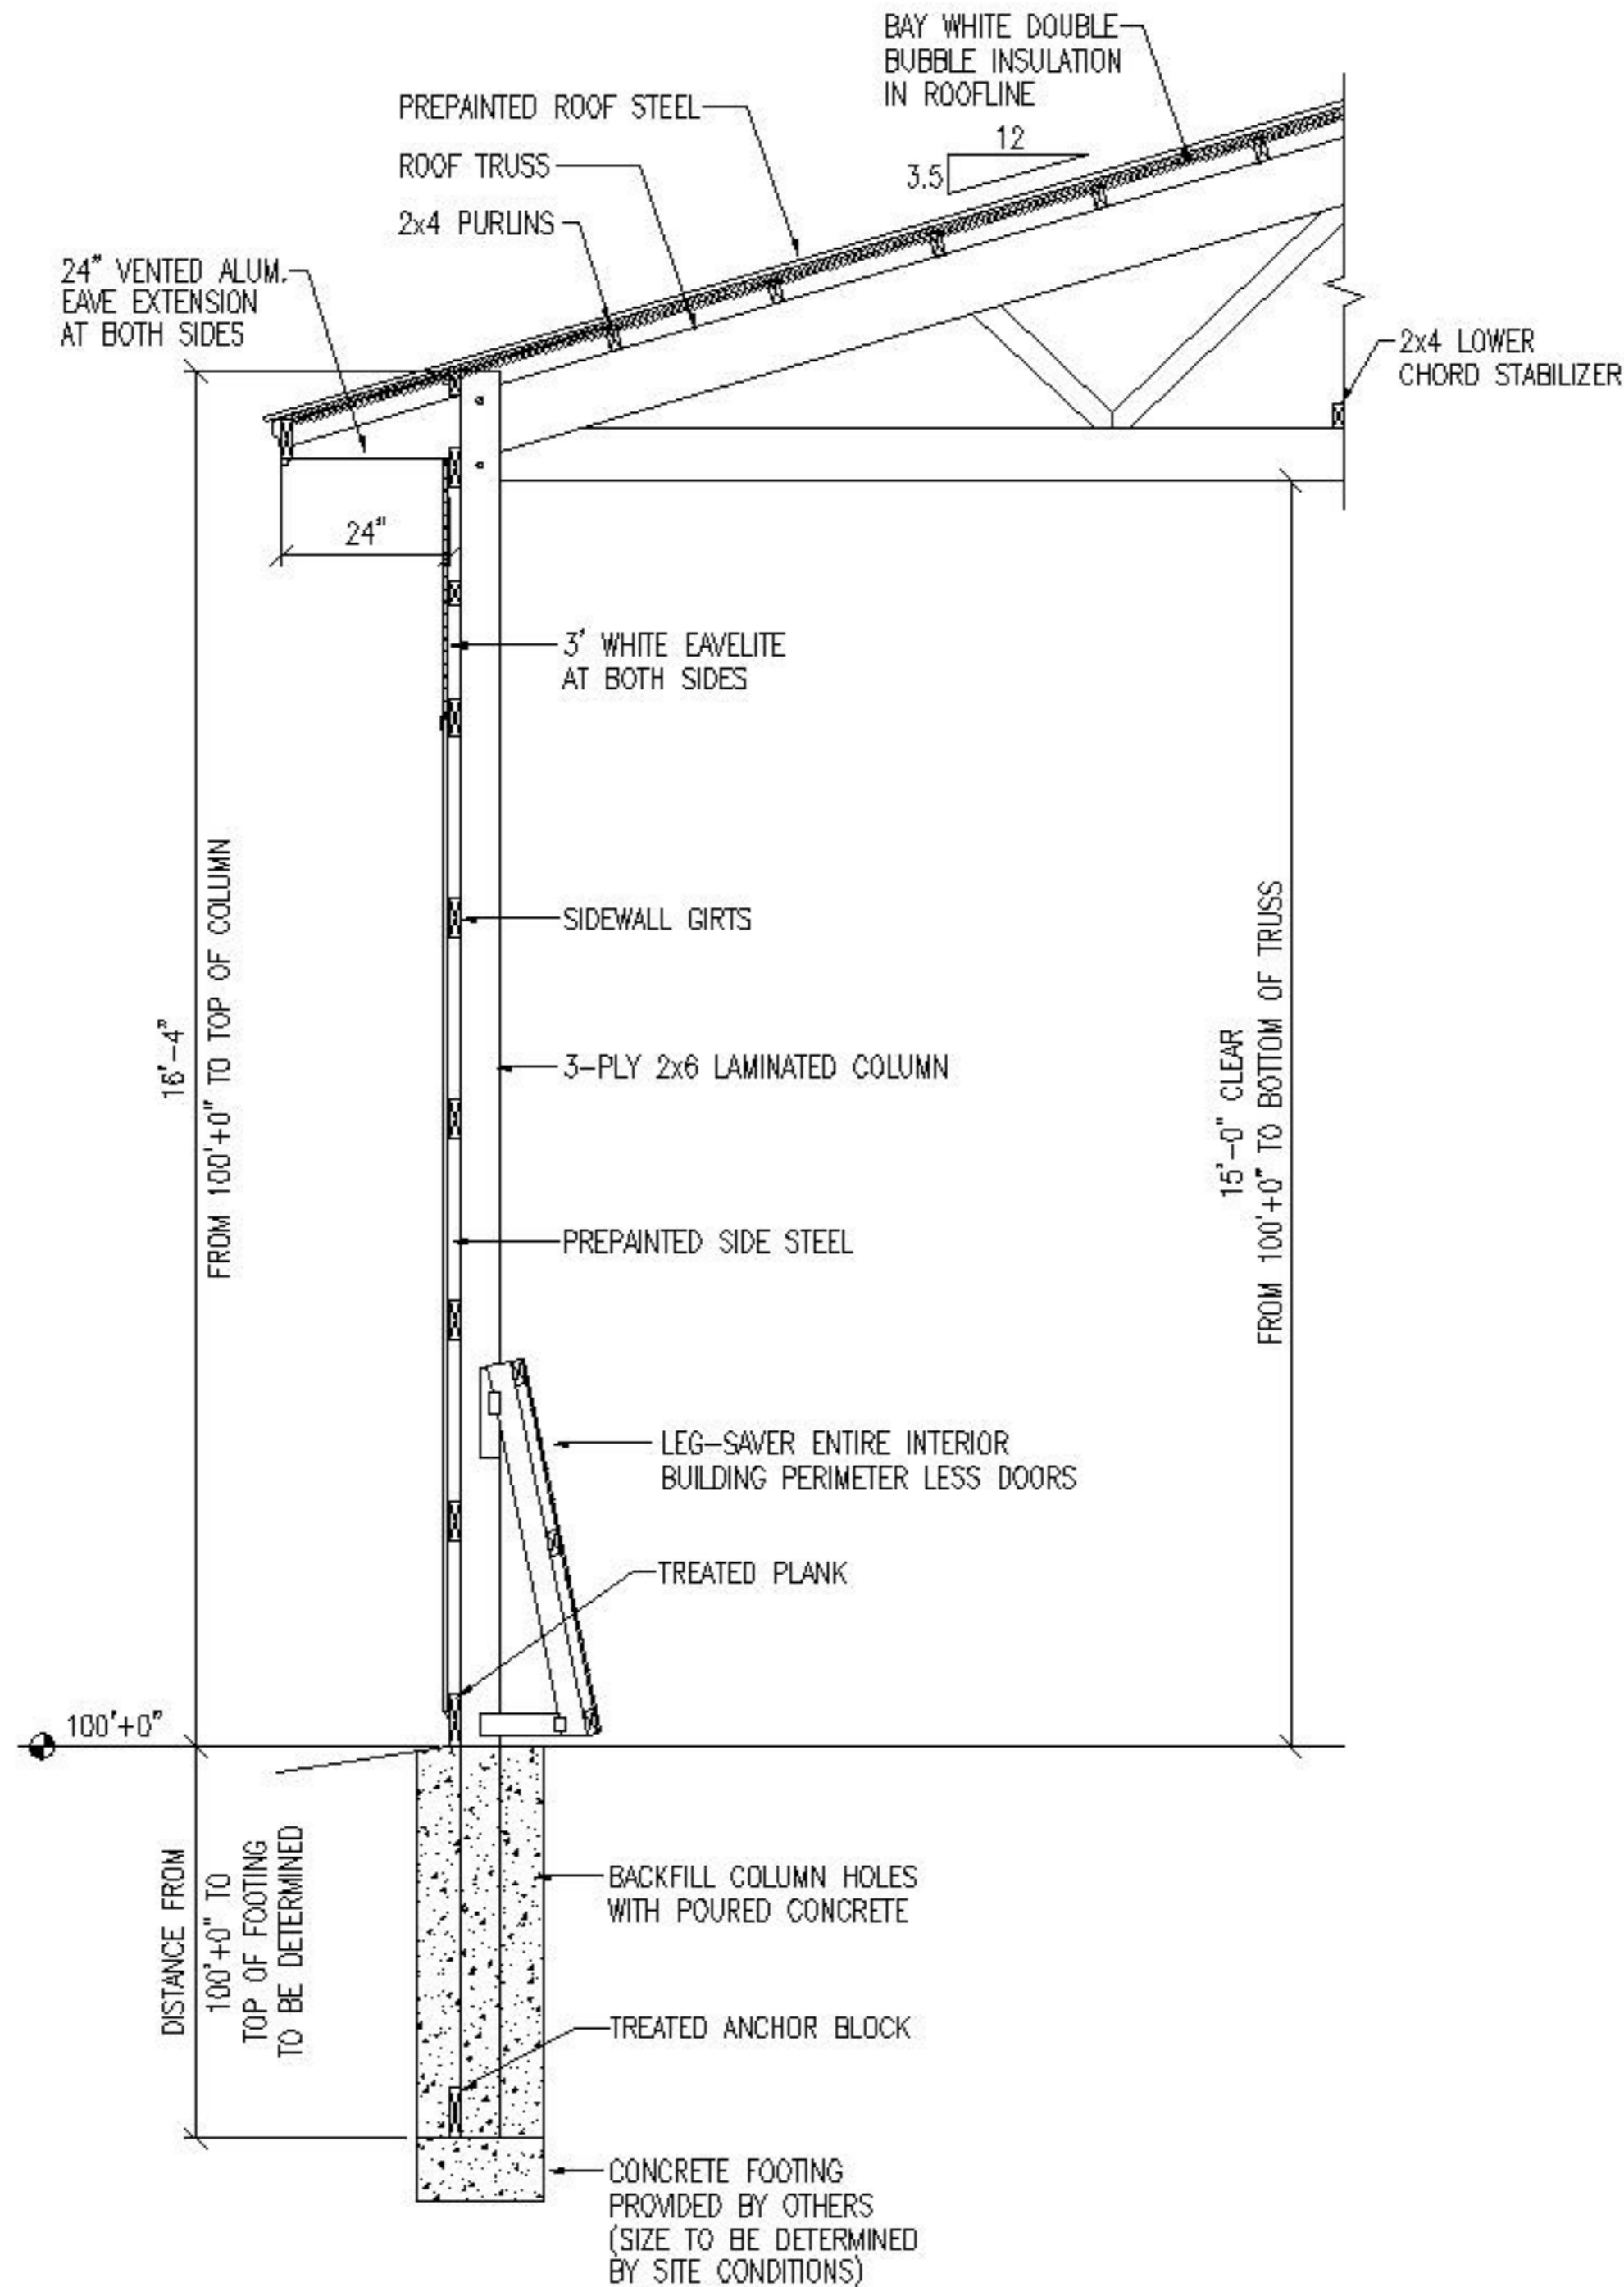 BAY WHITE DOUBLE
BUBBLE INSULATION
IN ROOFLINE
PREPAINTED ROOF STEEL
12
3.5
ROOF TRUSS
2x4 PURLINS
24" VENTED ALUM.
EAVE EXTENSION
AT BOTH SIDES
2x4 LOWER
CHORD STABILIZER
24"
3' WHITE EAVELITE
AT BOTH SIDES
16'-4"
FROM 100'+0" TO TOP OF COLUMN
SIDEWALL GIRTS
3-PLY 2x6 LAMINATED COLUMN
15'-0" CLEAR
FROM 100'+0" TO BOTTOM OF TRUSS
PREPAINTED SIDE STEEL
LEG-SAVER ENTIRE INTERIOR
BUILDING PERIMETER LESS DOORS
TREATED PLANK
100'+0"
DISTANCE FROM
100'+0" TO
TOP OF FOOTING
TO BE DETERMINED
BACKFILL COLUMN HOLES
WITH POURED CONCRETE
TREATED ANCHOR BLOCK
CONCRETE FOOTING
PROVIDED BY OTHERS
(SIZE TO BE DETERMINED
BY SITE CONDITIONS)